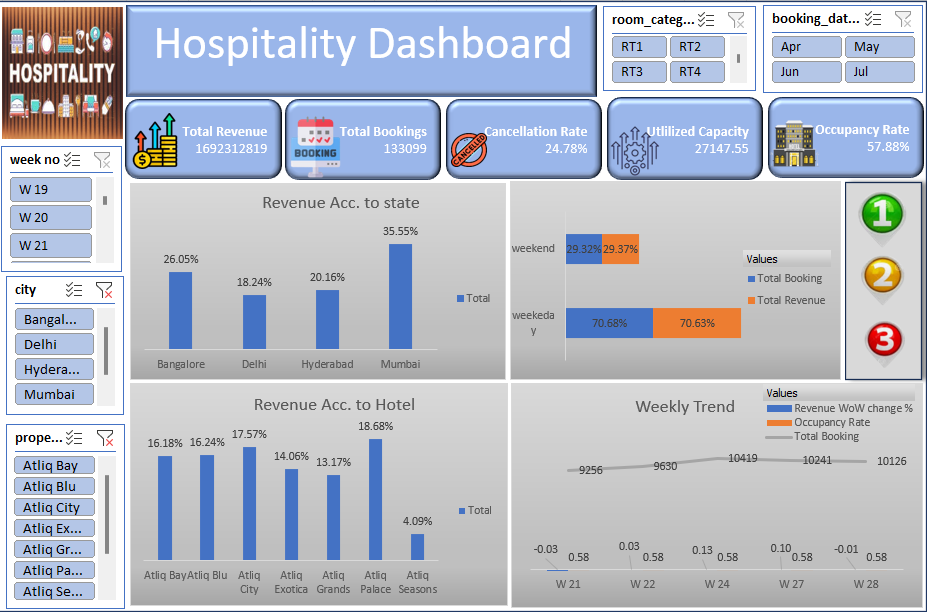 HOSPITALITY
Hospitality Dashboard
room_categ...
RT1 RT2
RT3 RT4
booking_dat...
Apr May
Jun Jul
Total Revenue
1692312819
BOOKING
Total Bookings
133099
CANCELLED
Cancellation Rate
24.78%
Utlilized Capacity
27147.55
Occupancy Rate
57.88%
week no
W 19
W 20
W 21
city
Bangal...
Delhi
Hydera...
Mumbai
prope...
Atliq Bay
Atliq Blu
Atliq City
Atliq Ex...
Atliq Gr...
Atliq Pa...
Atliq Se...
Revenue Acc. to state
26.05% 18.24% 20.16% 35.55%
Total
Bangalore Delhi Hyderabad Mumbai
weekend 29.32% 29.37%
weekeda
y
70.68% 70.63%
Values
Total Booking
Total Revenue
1
2
3
Revenue Acc. to Hotel
16.18% 16.24% 17.57% 14.06% 13.17% 18.68% 4.09%
Total
Atliq Bay Atliq Blu Atliq City Atliq Exotica Atliq Grands Atliq Palace Atliq Seasons
Weekly Trend
Values
Revenue WoW change %
Occupancy Rate
Total Booking
9256 9630 10419 10241 10126
-0.03 0.58 0.03 0.58 0.13 0.58 0.10 0.58 -0.01 0.58
W 21 W 22 W 24 W 27 W 28